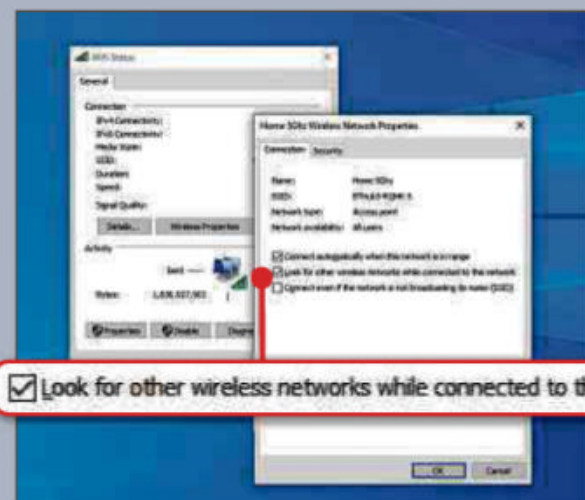 WiFi Status
General
Connection
IPv4 Connectivity:
IPv6 Connectivity:
Media State:
SSID:
Duration:
Speed:
Signal Quality:
Details...
Wireless Properties
Activity
Sent
Bytes:
Properties
Disable
Home 5Ghz Wireless Network Properties
Connection
Security
Name:
Home 5Ghz
SSID:
Network type:
Access point
Network availability:
All users
Connect automatically when this network is in range
Look for other wireless networks while connected to the network
Connect even if the network is not broadcasting its name (SSID)
Look for other wireless networks while connected to
OK
Cancel